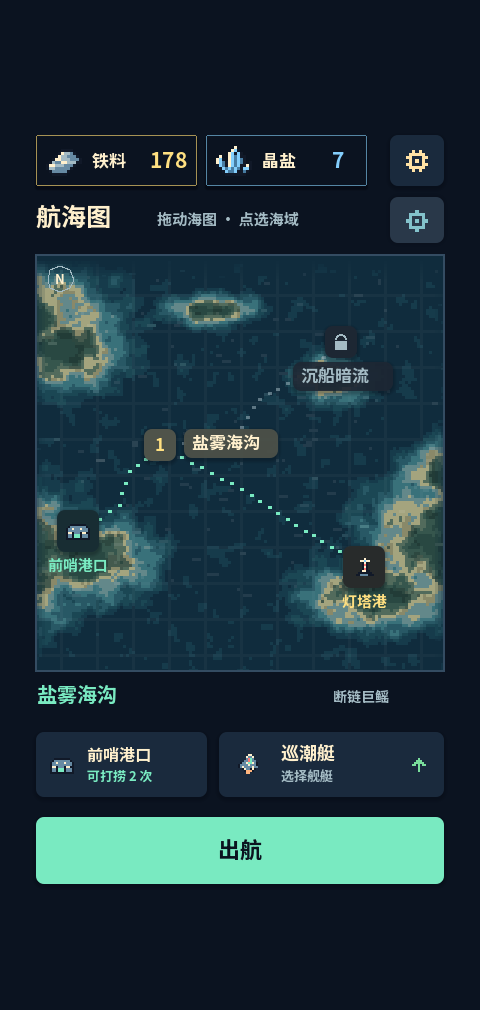 铁料 178 晶盐 7
航海图 拖动海图 • 点选海域
N
沉船暗流
1 盐雾海沟
前哨港口
灯塔港
盐雾海沟 断链巨鳐
前哨港口
可打捞 2 次
巡潮艇
选择舰艇
出航